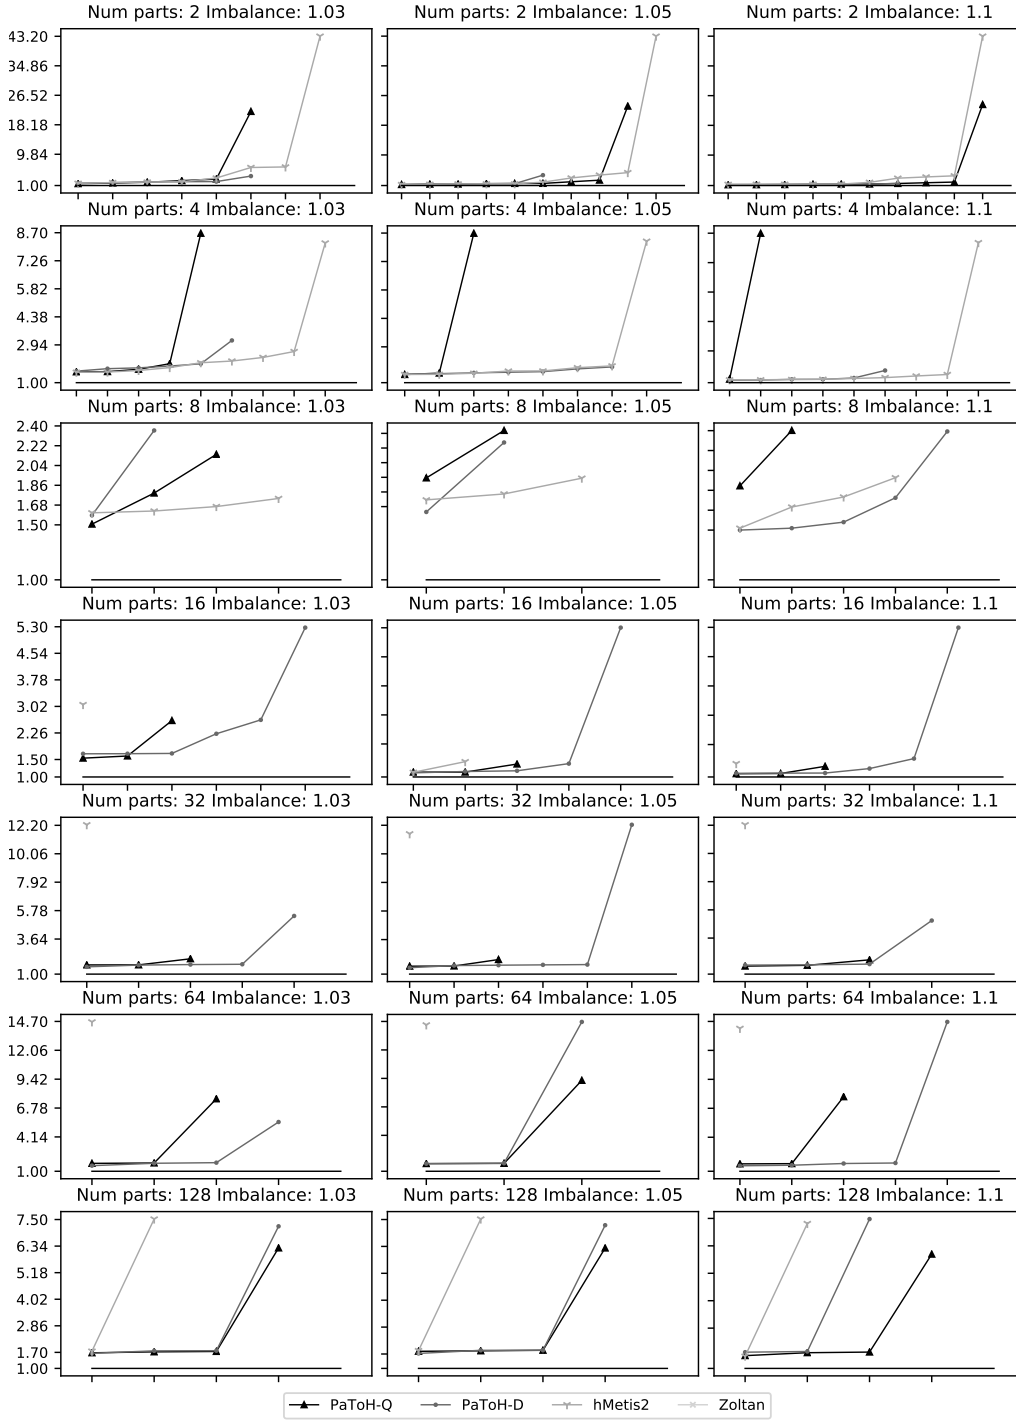 Num parts: 2 Imbalance: 1.03
Num parts: 2 Imbalance: 1.05
Num parts: 2 Imbalance: 1.1
43.20
34.86
26.52
18.18
9.84
1.00
Num parts: 4 Imbalance: 1.03
Num parts: 4 Imbalance: 1.05
Num parts: 4 Imbalance: 1.1
8.70
7.26
5.82
4.38
2.94
1.00
Num parts: 8 Imbalance: 1.03
Num parts: 8 Imbalance: 1.05
Num parts: 8 Imbalance: 1.1
2.40
2.22
2.04
1.86
1.68
1.50
1.00
Num parts: 16 Imbalance: 1.03
Num parts: 16 Imbalance: 1.05
Num parts: 16 Imbalance: 1.1
5.30
4.54
3.78
3.02
2.26
1.50
1.00
Num parts: 32 Imbalance: 1.03
Num parts: 32 Imbalance: 1.05
Num parts: 32 Imbalance: 1.1
12.20
10.06
7.92
5.78
3.64
1.00
Num parts: 64 Imbalance: 1.03
Num parts: 64 Imbalance: 1.05
Num parts: 64 Imbalance: 1.1
14.70
12.06
9.42
6.78
4.14
1.00
Num parts: 128 Imbalance: 1.03
Num parts: 128 Imbalance: 1.05
Num parts: 128 Imbalance: 1.1
7.50
6.34
5.18
4.02
2.86
1.70
1.00
PaToH-Q PaToH-D hMetis2 Zoltan